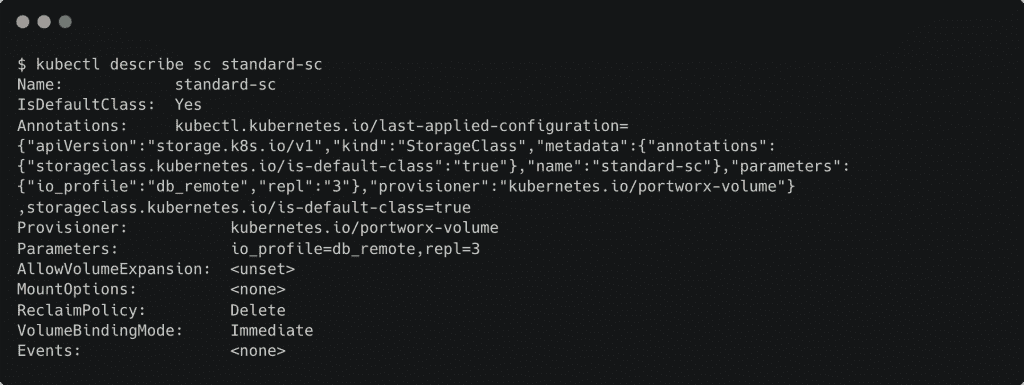 $ kubectl describe sc standard-sc
Name:            standard-sc
IsDefaultClass:  Yes
Annotations:     kubectl.kubernetes.io/last-applied-configuration=
{"apiVersion":"storage.k8s.io/v1","kind":"StorageClass","metadata":{"annotations":
{"storageclass.kubernetes.io/is-default-class":"true"},"name":"standard-sc"},"parameters":
{"io_profile":"db_remote","repl":"3"},"provisioner":"kubernetes.io/portworx-volume"}
,storageclass.kubernetes.io/is-default-class=true
Provisioner:           kubernetes.io/portworx-volume
Parameters:            io_profile=db_remote,repl=3
AllowVolumeExpansion:  <unset>
MountOptions:          <none>
ReclaimPolicy:         Delete
VolumeBindingMode:     Immediate
Events:                <none>